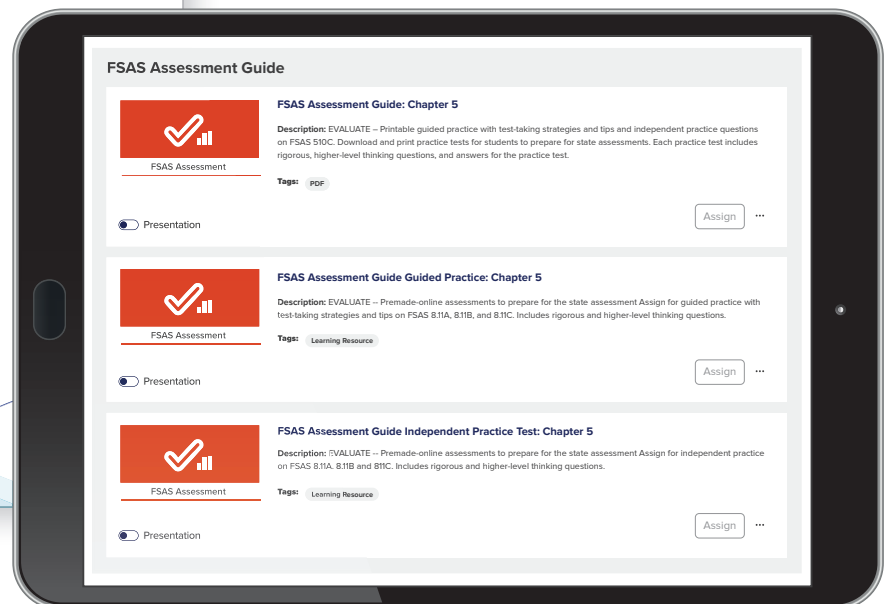 FSAS Assessment Guide
FSAS Assessment
FSAS Assessment Guide: Chapter 5
Description: EVALUATE – Printable guided practice with test-taking strategies and tips and independent practice questions
on FSAS 510C. Download and print practice tests for students to prepare for state assessments. Each practice test includes
rigorous, higher-level thinking questions, and answers for the practice test.
Tags: PDF
Presentation
Assign ...
FSAS Assessment
FSAS Assessment Guide Guided Practice: Chapter 5
Description: EVALUATE -- Premade-online assessments to prepare for the state assessment Assign for guided practice with
test-taking strategies and tips on FSAS 8.11A, 8.11B, and 8.11C. Includes rigorous and higher-level thinking questions.
Tags: Learning Resource
Presentation
Assign ...
FSAS Assessment
FSAS Assessment Guide Independent Practice Test: Chapter 5
Description: EVALUATE -- Premade-online assessments to prepare for the state assessment Assign for independent practice
on FSAS 8.11A. 8.11B and 811C. Includes rigorous and higher-level thinking questions.
Tags: Learning Resource
Presentation
Assign ...